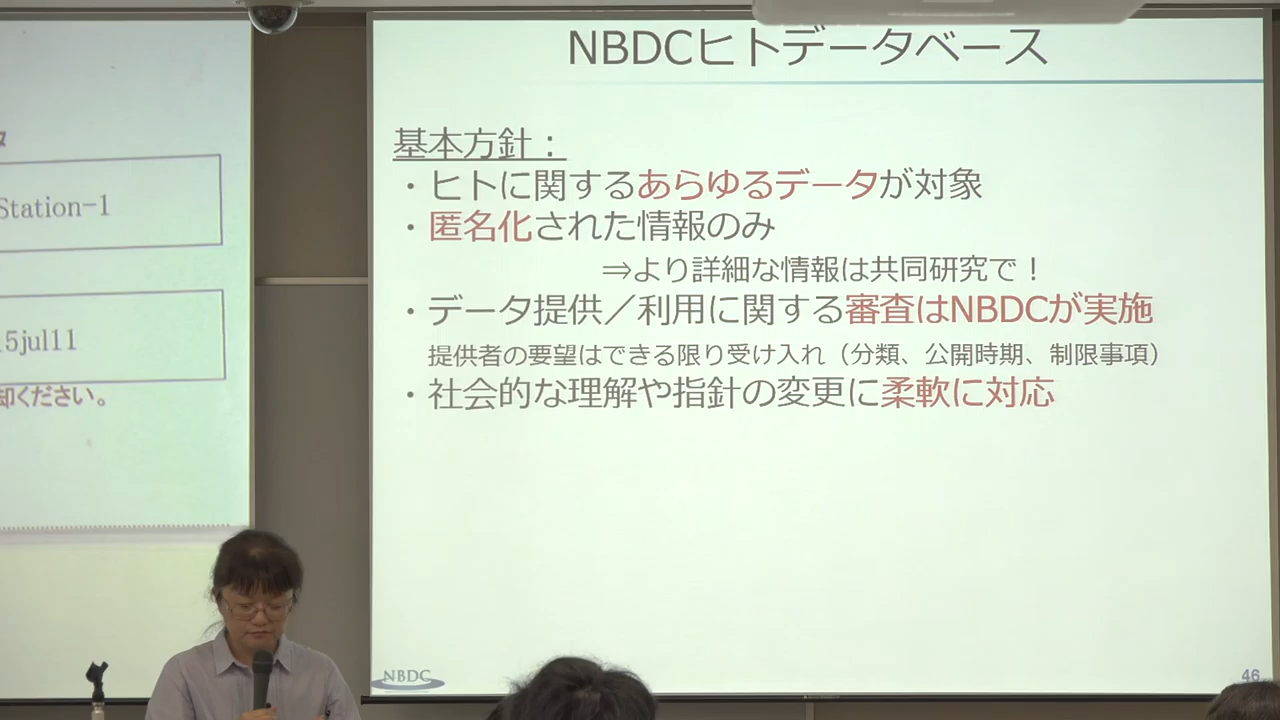 Station-1
5jul11
却ください。
NBDCヒトデータベース
基本方針：
・ヒトに関するあらゆるデータが対象
・匿名化された情報のみ
⇒より詳細な情報は共同研究で！
・データ提供／利用に関する審査はNBDCが実施
提供者の要望はできる限り受け入れ（分類、公開時期、制限事項）
・社会的な理解や指針の変更に柔軟に対応
NBDC
46